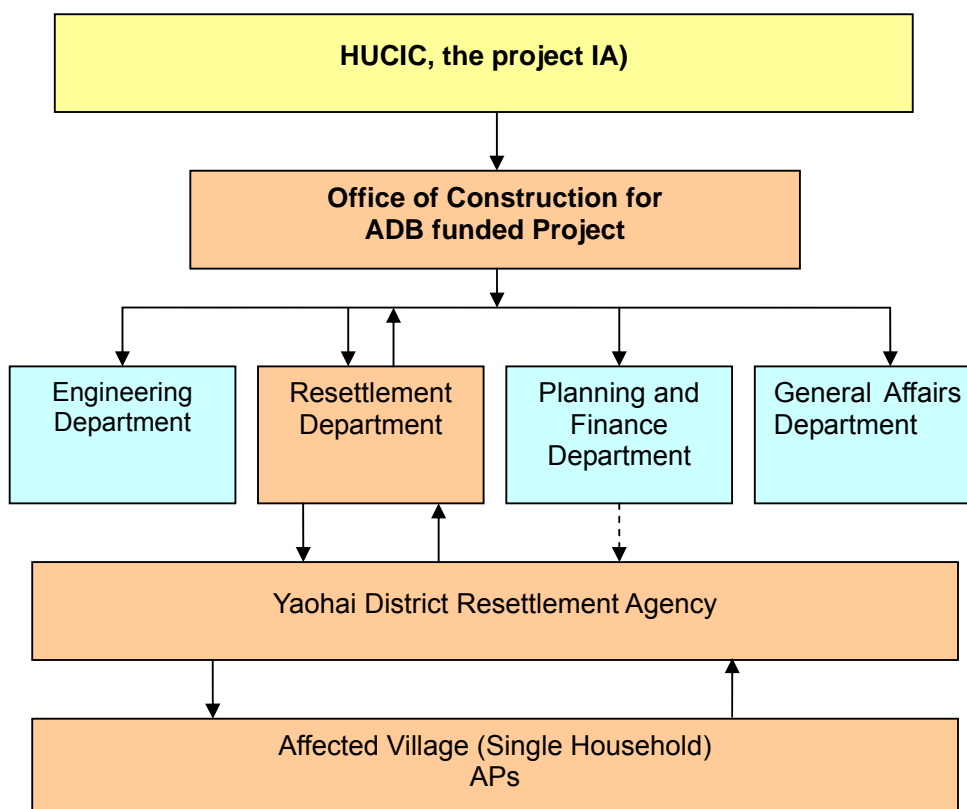 HUCIC, the project IA)
Office of Construction for
ADB funded Project
Engineering
Department
Resettlement
Department
Planning and
Finance
Department
General Affairs
Department
Yaohai District Resettlement Agency
Affected Village (Single Household)
APs